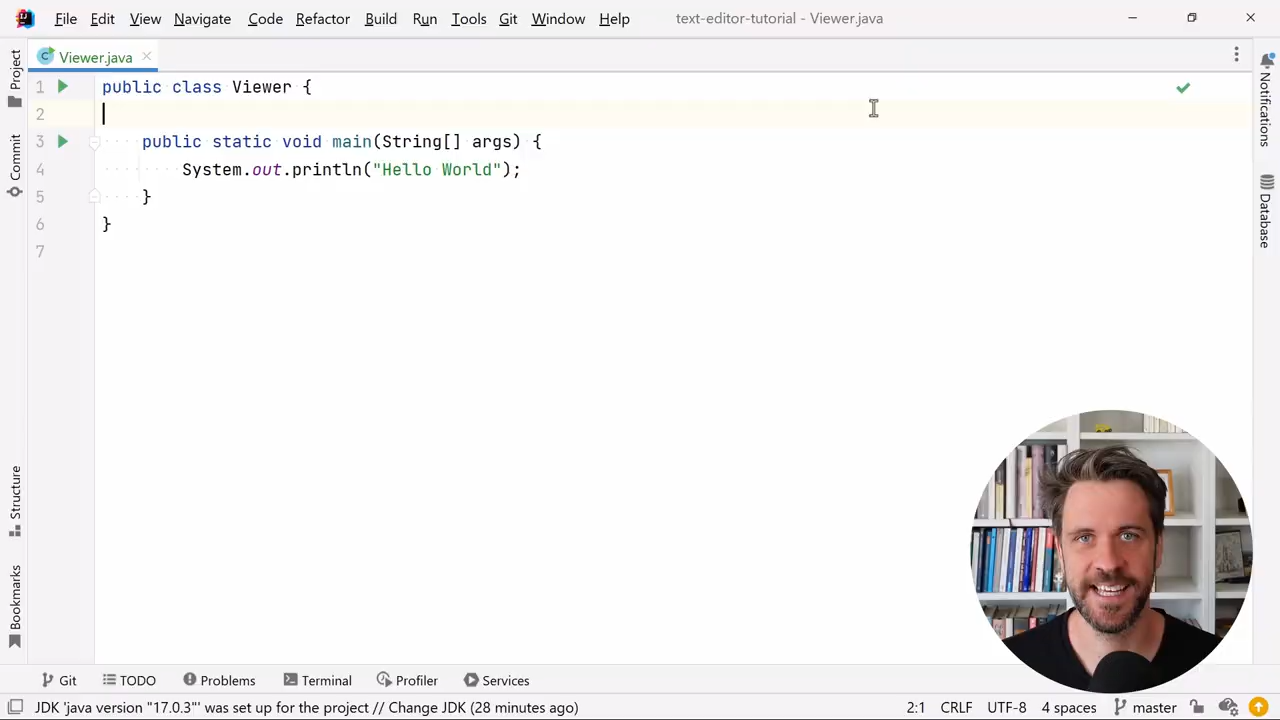 File Edit View Navigate Code Refactor Build Run Tools Git Window Help text-editor-tutorial - Viewer.java
Viewer.java
Project
Commit
Structure
Bookmarks
1 public class Viewer {
2
3 public static void main(String[] args) {
4 System.out.println("Hello World");
5 }
6 }
7
Notifications
Database
Git TODO Problems Terminal Profiler Services
JDK 'java version "17.0.3"' was set up for the project // Change JDK (28 minutes ago) 2:1 CRLF UTF-8 4 spaces master